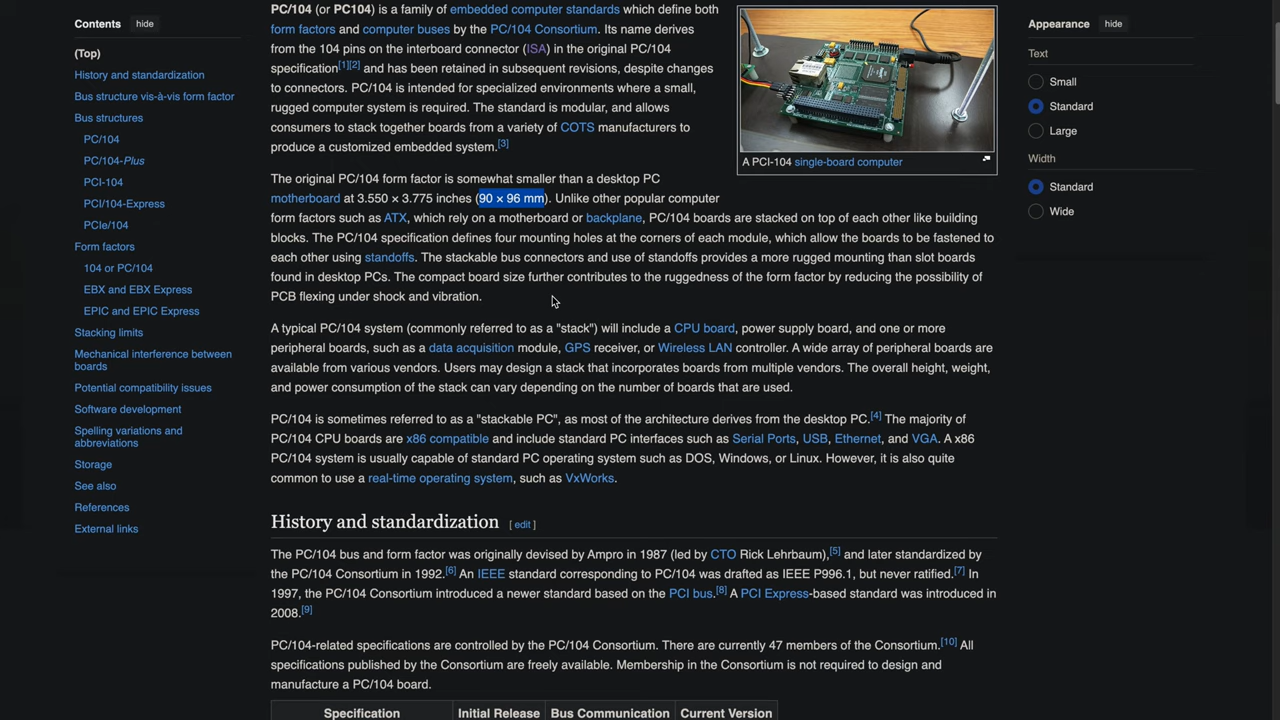 Contents hide
(Top)
History and standardization
Bus structure vis-à-vis form factor
Bus structures
PC/104
PC/104-Plus
PCI-104
PCI/104-Express
PCIe/104
Form factors
104 or PC/104
EBX and EBX Express
EPIC and EPIC Express
Stacking limits
Mechanical interference between
boards
Potential compatibility issues
Software development
Spelling variations and
abbreviations
Storage
See also
References
External links
PC/104 (or PC104) is a family of embedded computer standards which define both
form factors and computer buses by the PC/104 Consortium. Its name derives
from the 104 pins on the interboard connector (ISA) in the original PC/104
specification[1][2] and has been retained in subsequent revisions, despite changes
to connectors. PC/104 is intended for specialized environments where a small,
rugged computer system is required. The standard is modular, and allows
consumers to stack together boards from a variety of COTS manufacturers to
produce a customized embedded system.[3]
A PCI-104 single-board computer
The original PC/104 form factor is somewhat smaller than a desktop PC
motherboard at 3.550 × 3.775 inches (90 × 96 mm). Unlike other popular computer
form factors such as ATX, which rely on a motherboard or backplane, PC/104 boards are stacked on top of each other like building
blocks. The PC/104 specification defines four mounting holes at the corners of each module, which allow the boards to be fastened to
each other using standoffs. The stackable bus connectors and use of standoffs provides a more rugged mounting than slot boards
found in desktop PCs. The compact board size further contributes to the ruggedness of the form factor by reducing the possibility of
PCB flexing under shock and vibration.
A typical PC/104 system (commonly referred to as a "stack") will include a CPU board, power supply board, and one or more
peripheral boards, such as a data acquisition module, GPS receiver, or Wireless LAN controller. A wide array of peripheral boards are
available from various vendors. Users may design a stack that incorporates boards from multiple vendors. The overall height, weight,
and power consumption of the stack can vary depending on the number of boards that are used.
PC/104 is sometimes referred to as a "stackable PC", as most of the architecture derives from the desktop PC.[4] The majority of
PC/104 CPU boards are x86 compatible and include standard PC interfaces such as Serial Ports, USB, Ethernet, and VGA. A x86
PC/104 system is usually capable of standard PC operating system such as DOS, Windows, or Linux. However, it is also quite
common to use a real-time operating system, such as VxWorks.
History and standardization [ edit ]
The PC/104 bus and form factor was originally devised by Ampro in 1987 (led by CTO Rick Lehrbaum),[5] and later standardized by
the PC/104 Consortium in 1992.[6] An IEEE standard corresponding to PC/104 was drafted as IEEE P996.1, but never ratified.[7] In
1997, the PC/104 Consortium introduced a newer standard based on the PCI bus.[8] A PCI Express-based standard was introduced in
2008.[9]
PC/104-related specifications are controlled by the PC/104 Consortium. There are currently 47 members of the Consortium.[10] All
specifications published by the Consortium are freely available. Membership in the Consortium is not required to design and
manufacture a PC/104 board.
Specification Initial Release Bus Communication Current Version
Appearance hide
Text
Small
Standard
Large
Width
Standard
Wide